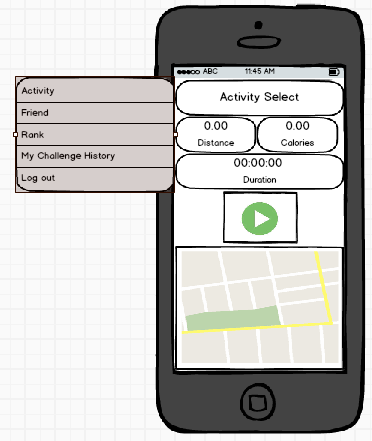 ABC 11:45 AM
Activity Select
0.00 0.00
Distance Calories
00:00:00
Duration
Activity
Friend
Rank
My Challenge History
Log out